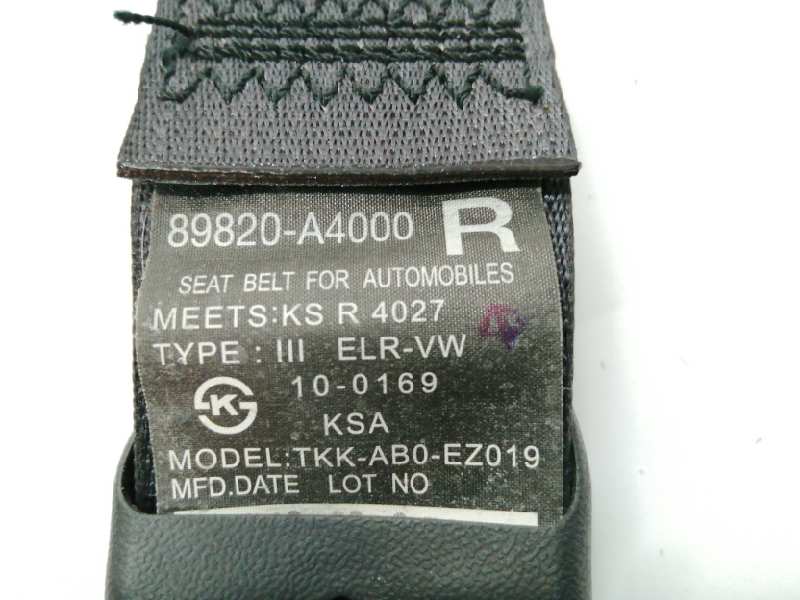 89820-A4000 R
SEAT BELT FOR AUTOMOBILES
MEETS:KS R 4027
TYPE : III ELR-VW
K 10-0169
KSA
MODEL:TKK-AB0-EZ019
MFD.DATE LOT NO